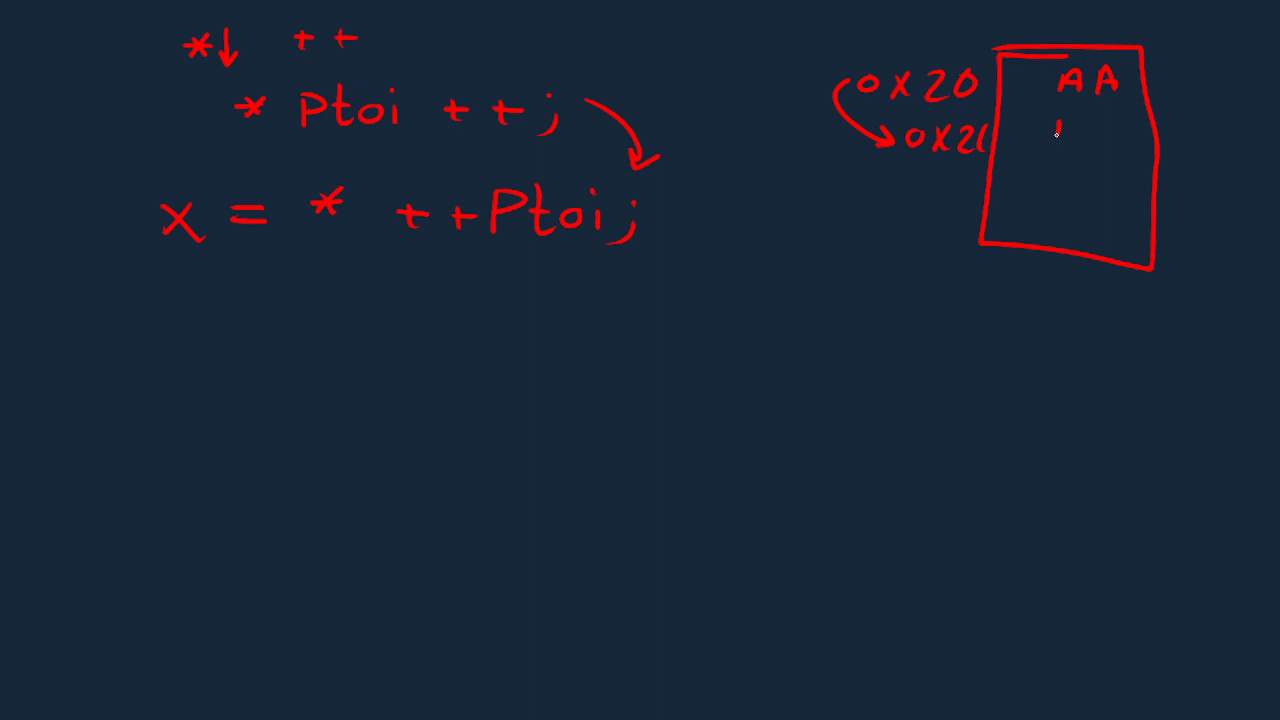 *↓ ++
* Ptoi ++;
x = * ++Ptoi;
0x20 AA
0x21